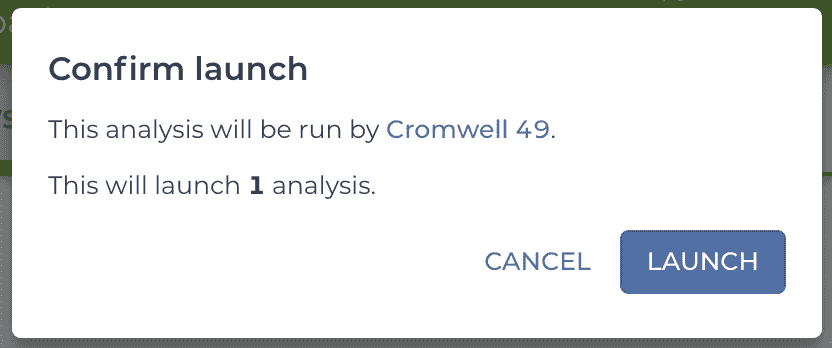 Confirm launch
This analysis will be run by Cromwell 49.
This will launch 1 analysis.
CANCEL LAUNCH